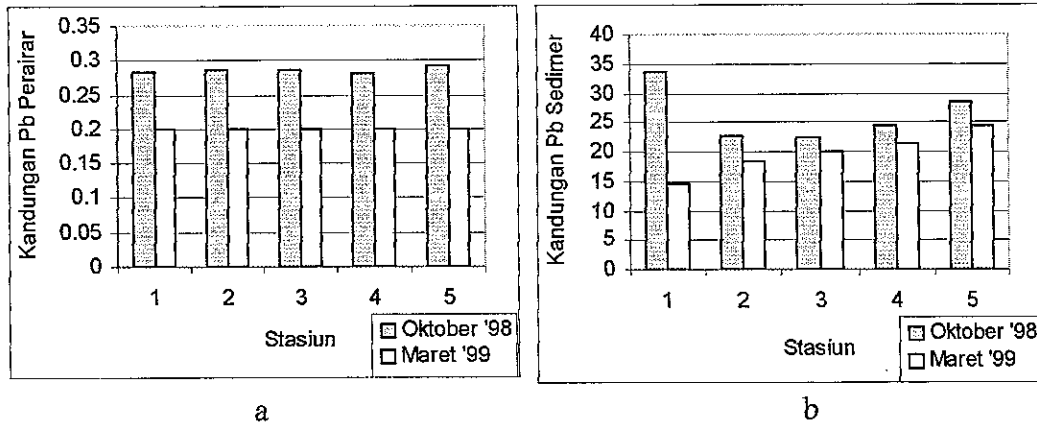 Kandungan Pb Perairar
0.35
0.3
0.25
0.2
0.15
0.1
0.05
0
1 2 3 4 5
Stasiun
Oktober '98
Maret '99
a
Kandungan Pb Sedimer
40
35
30
25
20
15
10
5
0
1 2 3 4 5
Stasiun
Oktober '98
Maret '99
b